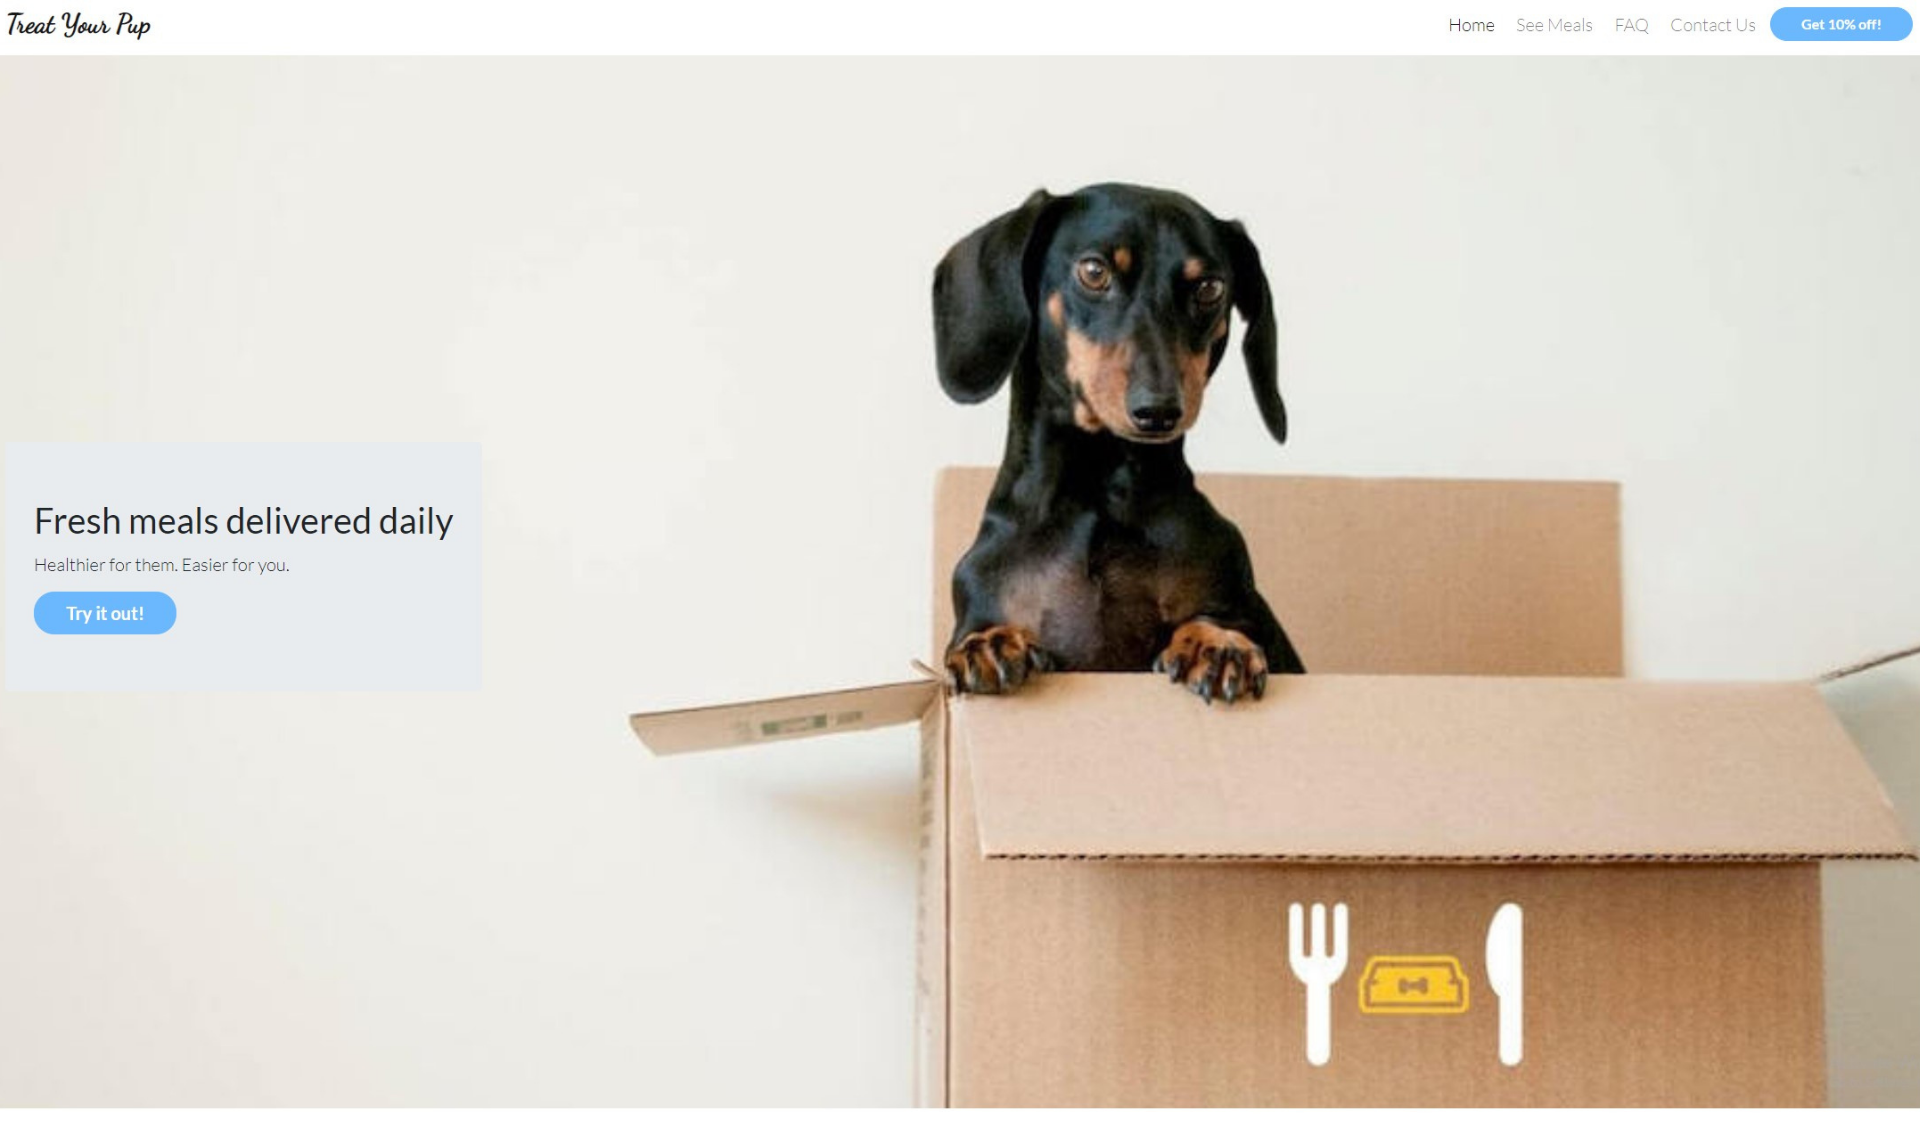 Treat Your Pup
Home See Meals FAQ Contact Us Get 10% off!
Fresh meals delivered daily
Healthier for them. Easier for you.
Try it out!